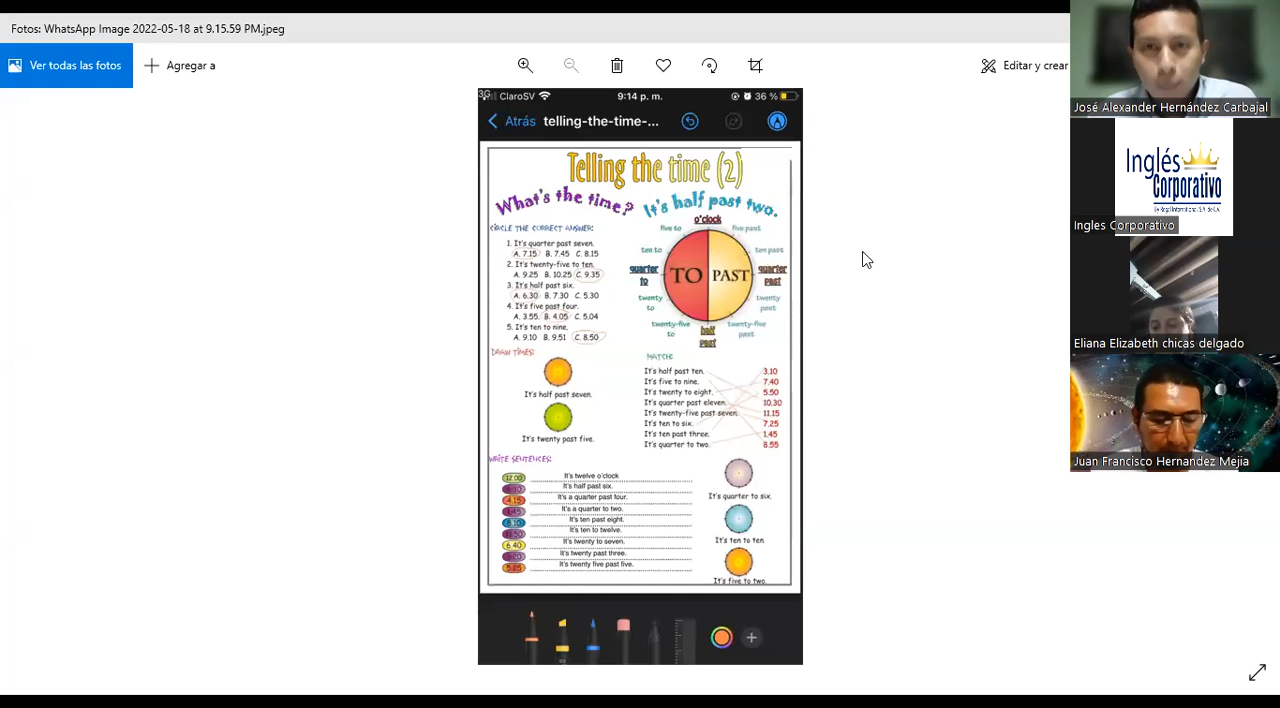 Fotos: WhatsApp Image 2022-05-18 at 9.15.59 PM.jpeg
Ver todas las fotos
Agregar a
Editar y crear
3G ClaroSV
9:14 p. m.
36 %
Atrás
telling-the-time-...
Telling the time (2)
What's the time?
It's half past two.
CIRCLE THE CORRECT ANSWER:
1. It's quarter past seven.
A. 7.15 B. 7.45 C. 8.15
2. It's twenty-five to ten.
A. 9.25 B. 10.25 C. 9.35
3. It's half past six.
A. 6.30 B. 7.30 C. 5.30
4. It's five past four.
A. 3.55. B. 4.05 C. 5.04
5. It's ten to nine.
A. 9.10 B. 9.51 C. 8.50
o'clock
five to
five past
ten to
ten past
quarter to
quarter past
TO
PAST
twenty to
twenty past
twenty-five to
twenty-five past
half past
DRAW TIMES:
It's half past seven.
It's twenty past five.
MATCH:
It's half past ten. 3.10
It's five to nine. 7.40
It's twenty to eight. 5.50
It's quarter past eleven. 10.30
It's twenty-five past seven. 11.15
It's ten to six. 7.25
It's ten past three. 1.45
It's quarter to two. 8.55
WRITE SENTENCES:
12.00 It's twelve o'clock
It's half past six.
4.15 It's a quarter past four.
1.45 It's a quarter to two.
8.10 It's ten past eight.
It's ten to twelve.
6.40 It's twenty to seven.
It's twenty past three.
5.25 It's twenty five past five.
It's quarter to six.
It's ten to ten
It's five to two.
José Alexander Hernández Carbajal
Inglés
Corporativo
Ingles Corporativo
Eliana Elizabeth chicas delgado
Juan Francisco Hernandez Mejia